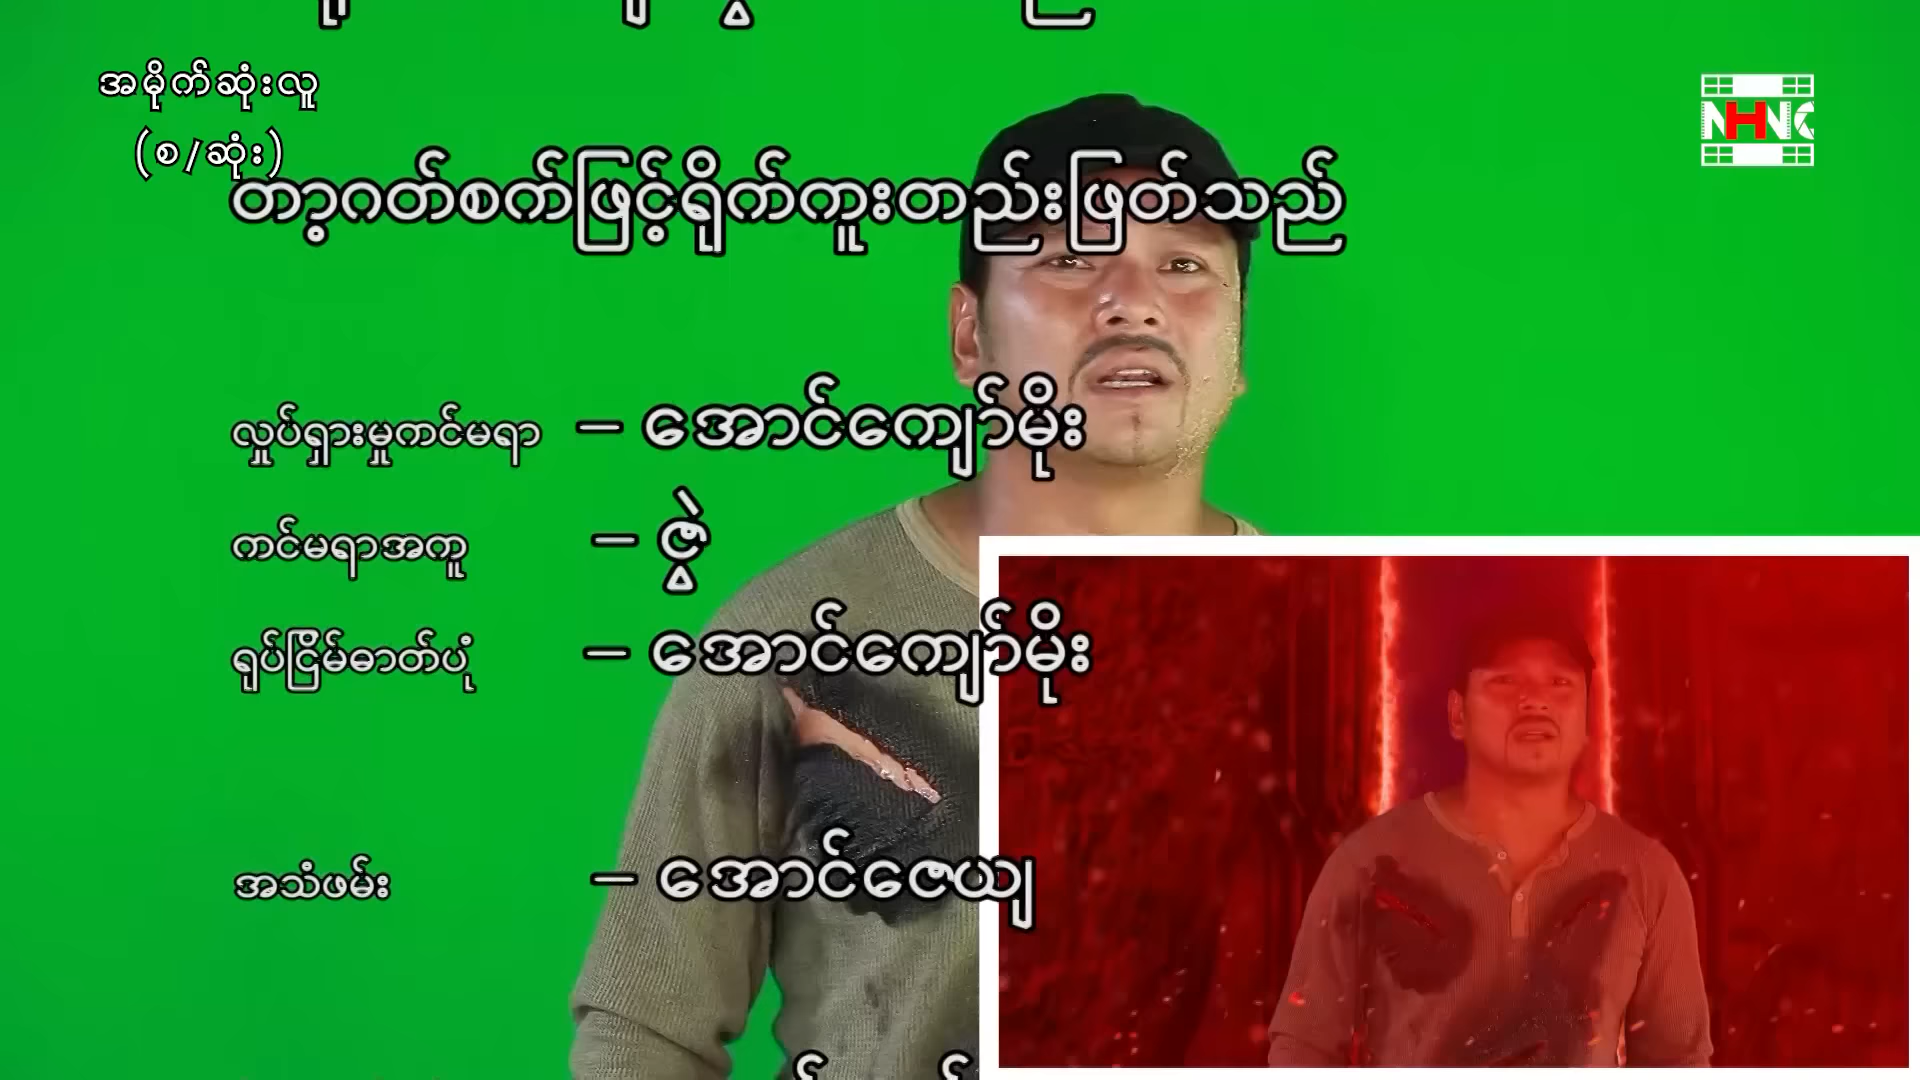 အမိုက်ဆုံးလူ
(စ/ဆုံး)
NHNC
တာ့ဂတ်စက်ဖြင့်ရိုက်ကူးတည်းဖြတ်သည်
လှုပ်ရှားမှုကင်မရာ – အောင်ကျော်မိုး
ကင်မရာအကူ – ဇွဲ
ရုပ်ငြိမ်ဓာတ်ပုံ – အောင်ကျော်မိုး
အသံဖမ်း – အောင်ဇေယျ